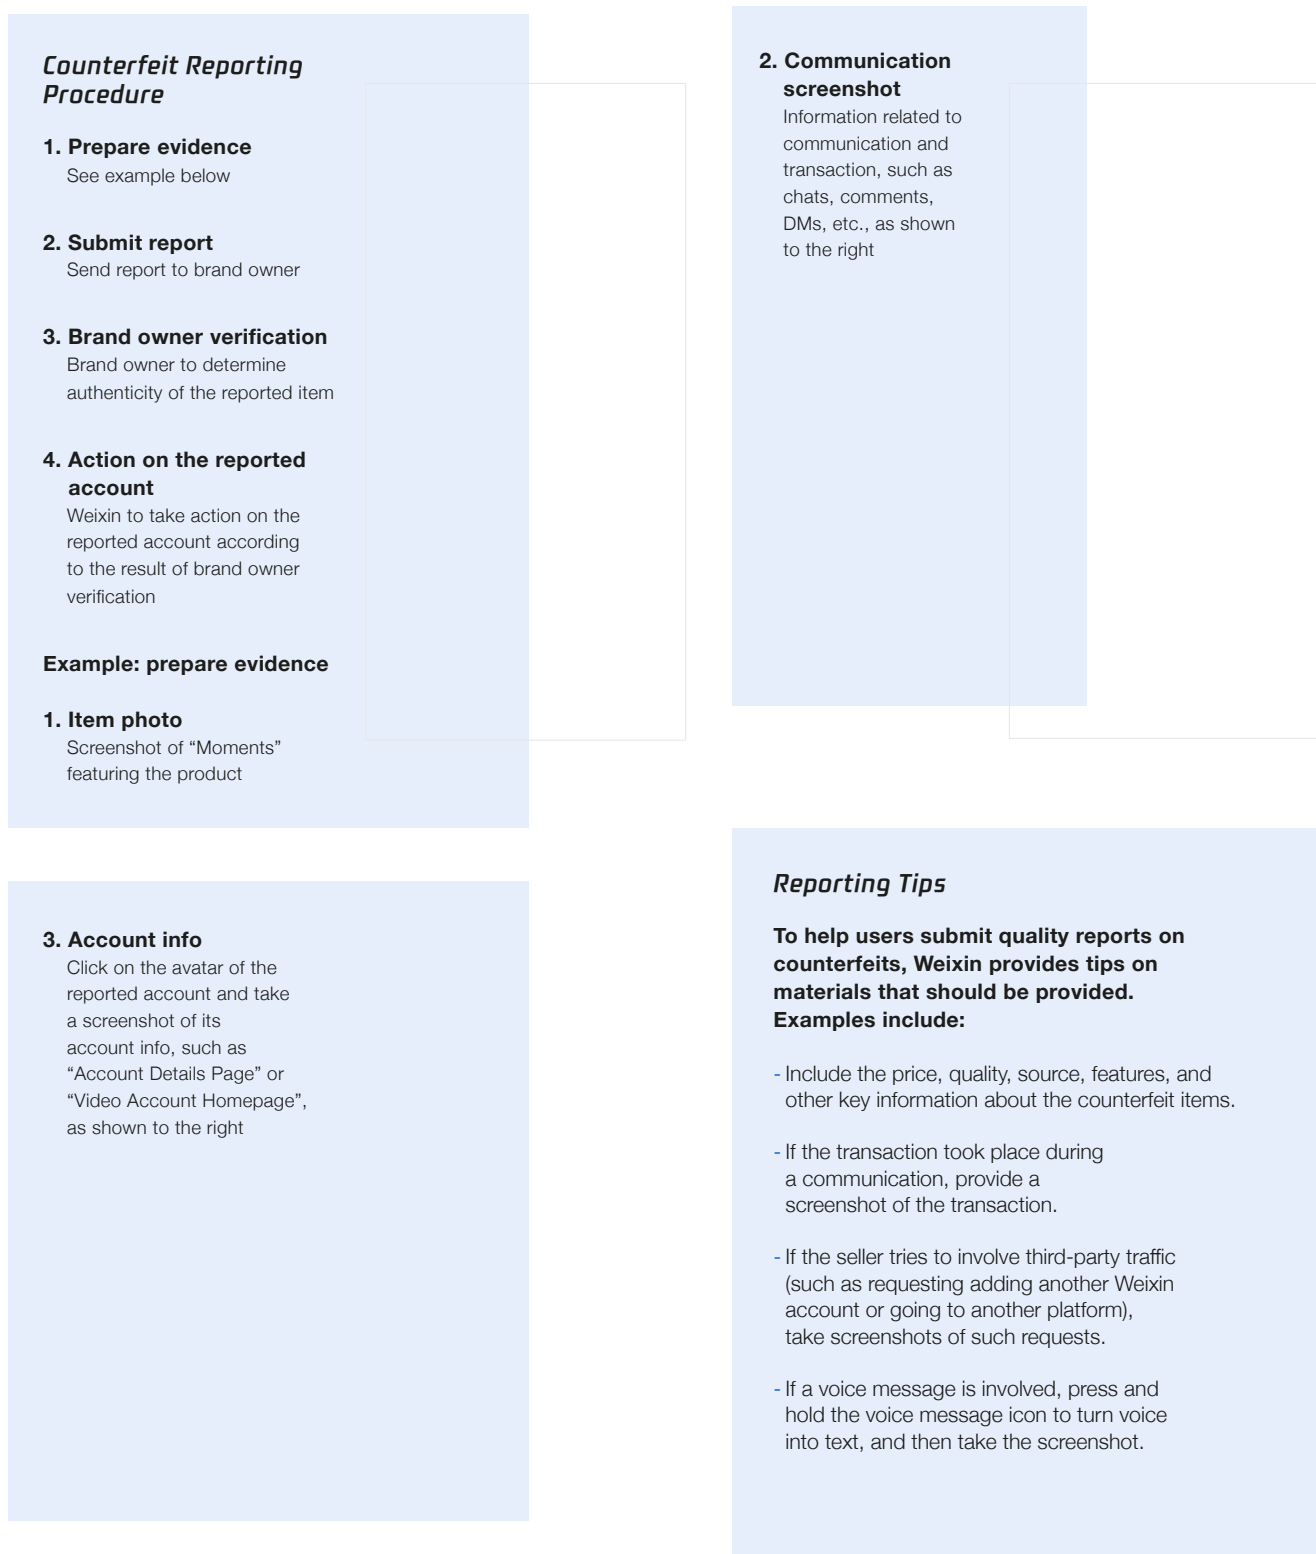 Counterfeit Reporting
Procedure
1. Prepare evidence
See example below
2. Submit report
Send report to brand owner
3. Brand owner verification
Brand owner to determine
authenticity of the reported item
4. Action on the reported
account
Weixin to take action on the
reported account according
to the result of brand owner
verification
Example: prepare evidence
1. Item photo
Screenshot of “Moments”
featuring the product
2. Communication
screenshot
Information related to
communication and
transaction, such as
chats, comments,
DMs, etc., as shown
to the right
3. Account info
Click on the avatar of the
reported account and take
a screenshot of its
account info, such as
“Account Details Page” or
“Video Account Homepage”,
as shown to the right
Reporting Tips
To help users submit quality reports on
counterfeits, Weixin provides tips on
materials that should be provided.
Examples include:
- Include the price, quality, source, features, and
other key information about the counterfeit items.
- If the transaction took place during
a communication, provide a
screenshot of the transaction.
- If the seller tries to involve third-party traffic
(such as requesting adding another Weixin
account or going to another platform),
take screenshots of such requests.
- If a voice message is involved, press and
hold the voice message icon to turn voice
into text, and then take the screenshot.